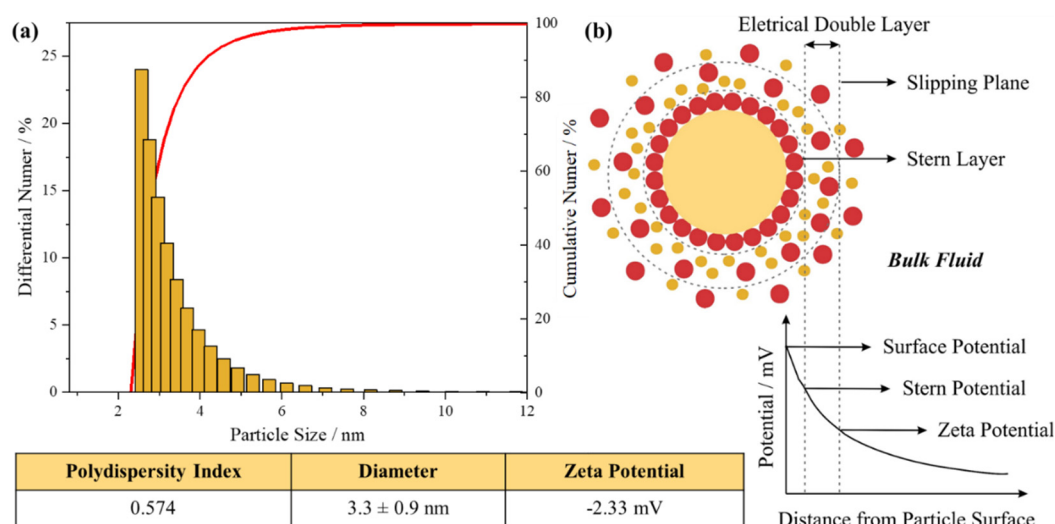 (a)
25
20
15
10
5
0
Differential Numer / %
100
80
60
40
20
0
Cumulative Numer / %
2
4
6
8
10
12
Particle Size / nm
(b)
Eletrical Double Layer
Slipping Plane
Stern Layer
Bulk Fluid
Surface Potential
Stern Potential
Zeta Potential
Potential / mV
Distance from Particle Surface
Polydispersity Index Diameter Zeta Potential
0.574 3.3 ± 0.9 nm -2.33 mV